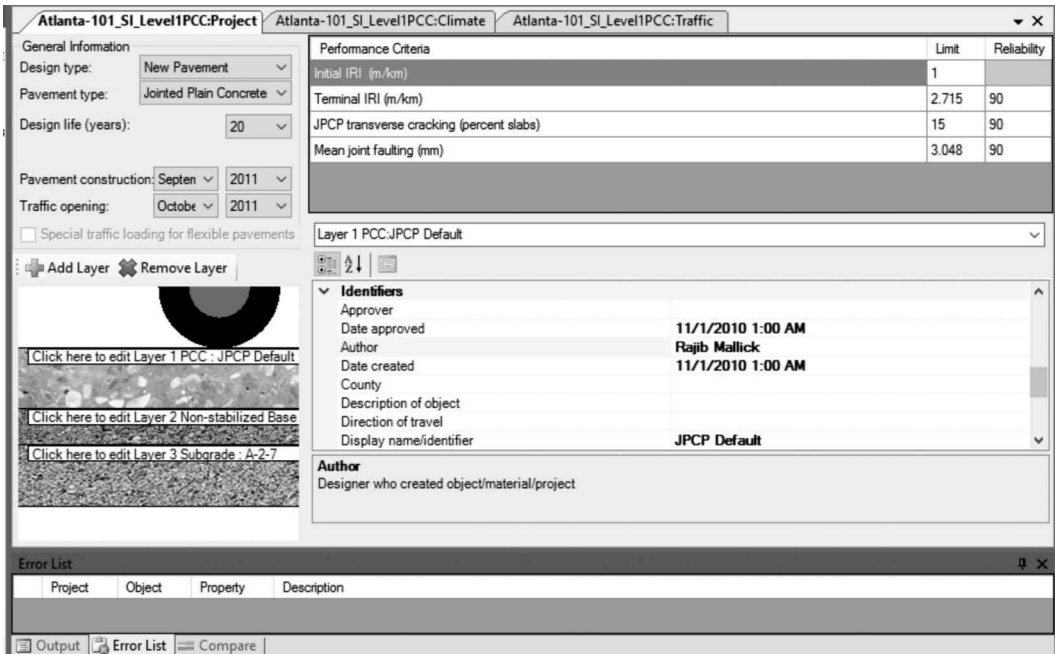 Atlanta-101_SI_Level1PCC:Project
Atlanta-101_SI_Level1PCC:Climate
Atlanta-101_SI_Level1PCC:Traffic
General Information
Design type: New Pavement
Pavement type: Jointed Plain Concrete
Design life (years): 20
Pavement construction: Septen 2011
Traffic opening: Octobe 2011
Special traffic loading for flexible pavements
Add Layer Remove Layer
Click here to edit Layer 1 PCC : JPCP Default
Click here to edit Layer 2 Non-stabilized Base
Click here to edit Layer 3 Subgrade : A-2-7
Performance Criteria Limit Reliability
Initial IRI (m/km) 1
Terminal IRI (m/km) 2.715 90
JPCP transverse cracking (percent slabs) 15 90
Mean joint faulting (mm) 3.048 90
Layer 1 PCC:JPCP Default
Identifiers
Approver
Date approved 11/1/2010 1:00 AM
Author Rajib Mallick
Date created 11/1/2010 1:00 AM
County
Description of object
Direction of travel
Display name/identifier JPCP Default
Author
Designer who created object/material/project
Error List
Project Object Property Description
Output Error List Compare